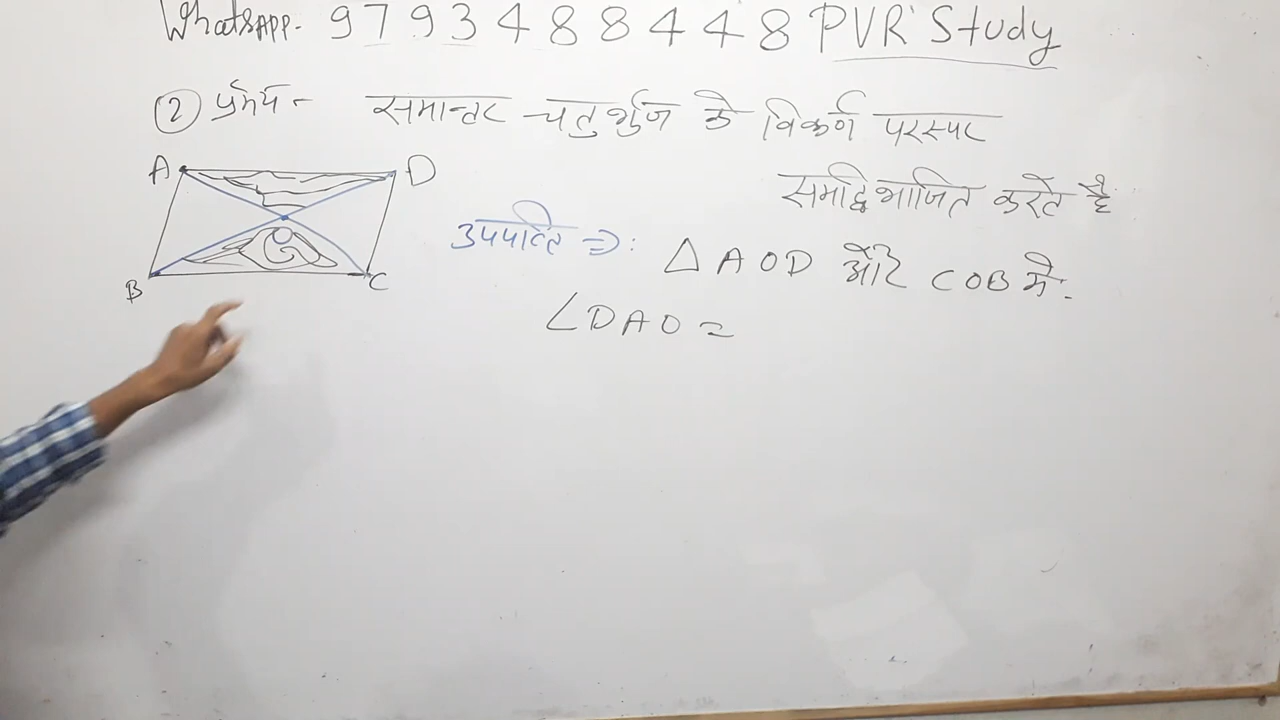 WhatsApp. 9793488448 PVR Study
② प्रमेय - समान्तर चतुर्भुज के विकर्ण परस्पर
समद्विभाजित करते है
A D
B C
उपपत्ति ⇒: △ AOD और COB मे.
∠DAO =